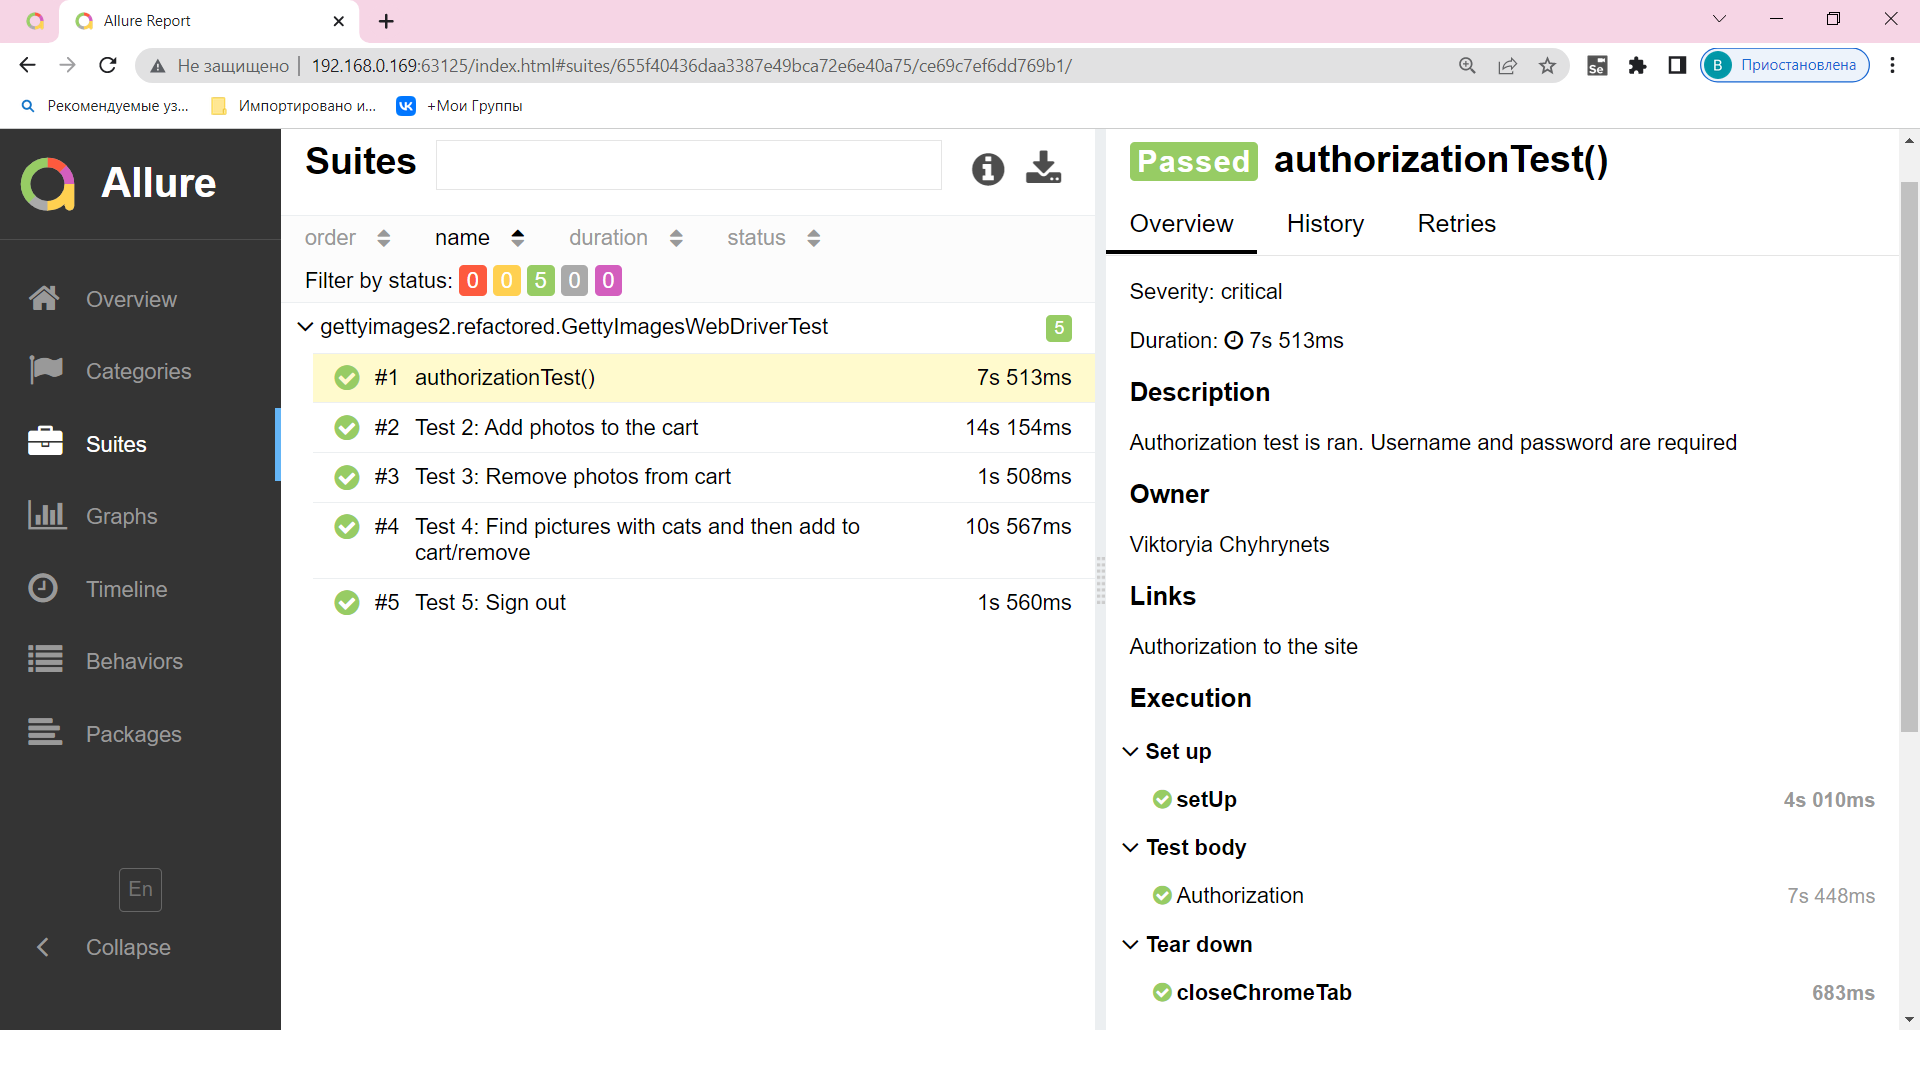 Allure Report
Не защищено
192.168.0.169:63125/index.html#suites/655f40436daa3387e49bca72e6e40a75/ce69c7ef6dd769b1/
Se
B
Приостановлена
Рекомендуемые уз...
Импортировано и...
+Мои Группы
Allure
Overview
Categories
Suites
Graphs
Timeline
Behaviors
Packages
En
Collapse
Suites
order
name
duration
status
Filter by status: 0 0 5 0 0
gettyimages2.refactored.GettyImagesWebDriverTest 5
#1 authorizationTest() 7s 513ms
#2 Test 2: Add photos to the cart 14s 154ms
#3 Test 3: Remove photos from cart 1s 508ms
#4 Test 4: Find pictures with cats and then add to 10s 567ms
cart/remove
#5 Test 5: Sign out 1s 560ms
Passed authorizationTest()
Overview
History
Retries
Severity: critical
Duration: 7s 513ms
Description
Authorization test is ran. Username and password are required
Owner
Viktoryia Chyhrynets
Links
Authorization to the site
Execution
Set up
setUp 4s 010ms
Test body
Authorization 7s 448ms
Tear down
closeChromeTab 683ms